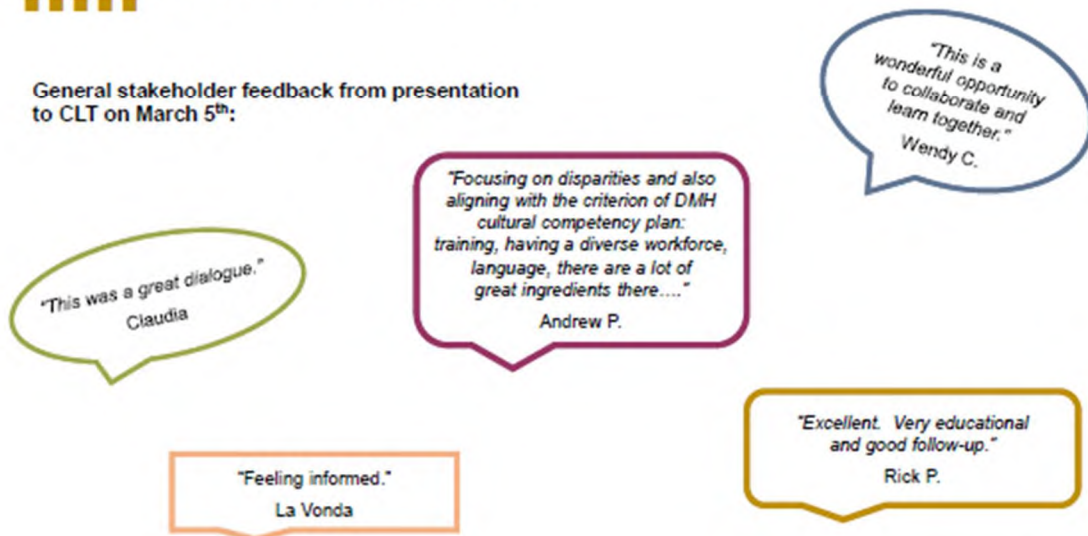 General stakeholder feedback from presentation
to CLT on March 5th:
"This is a
wonderful opportunity
to collaborate and
learn together."
Wendy C.
"Focusing on disparities and also
aligning with the criterion of DMH
cultural competency plan:
training, having a diverse workforce,
language, there are a lot of
great ingredients there...."
Andrew P.
"This was a great dialogue."
Claudia
"Excellent. Very educational
and good follow-up."
Rick P.
"Feeling informed."
La Vonda